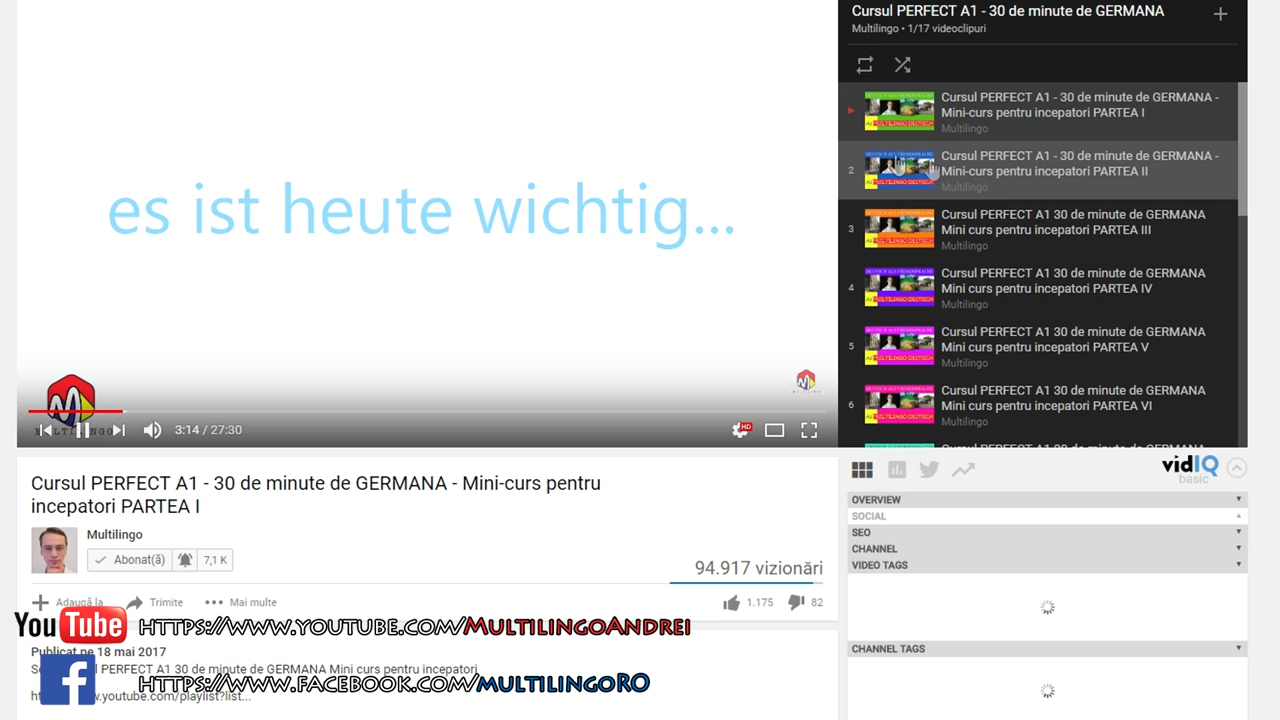 es ist heute wichtig...
3:14 / 27:30
HD
Cursul PERFECT A1 - 30 de minute de GERMANA - Mini-curs pentru
incepatori PARTEA I
Multilingo
Abonat(ă) 7,1 K
94.917 vizionări
Adaugă la Trimite Mai multe 1.175 82
YouTube HTTPS://WWW.YOUTUBE.COM/MULTILINGOANDREI
Publicat pe 18 mai 2017
PERFECT A1 30 de minute de GERMANA Mini curs pentru incepatori
HTTPS://WWW.FACEBOOK.COM/MULTILINGORO
.youtube.com/playlist?list...
Cursul PERFECT A1 - 30 de minute de GERMANA
Multilingo • 1/17 videoclipuri
Cursul PERFECT A1 - 30 de minute de GERMANA -
Mini-curs pentru incepatori PARTEA I
Multilingo
2
Cursul PERFECT A1 - 30 de minute de GERMANA -
Mini-curs pentru incepatori PARTEA II
Multilingo
3
Cursul PERFECT A1 - 30 de minute de GERMANA
Mini curs pentru incepatori PARTEA III
Multilingo
4
Cursul PERFECT A1 30 de minute de GERMANA
Mini curs pentru incepatori PARTEA IV
Multilingo
5
Cursul PERFECT A1 30 de minute de GERMANA
Mini curs pentru incepatori PARTEA V
Multilingo
6
Cursul PERFECT A1 30 de minute de GERMANA
Mini curs pentru incepatori PARTEA VI
Multilingo
vidIQ
basic
OVERVIEW
SOCIAL
SEO
CHANNEL
VIDEO TAGS
CHANNEL TAGS